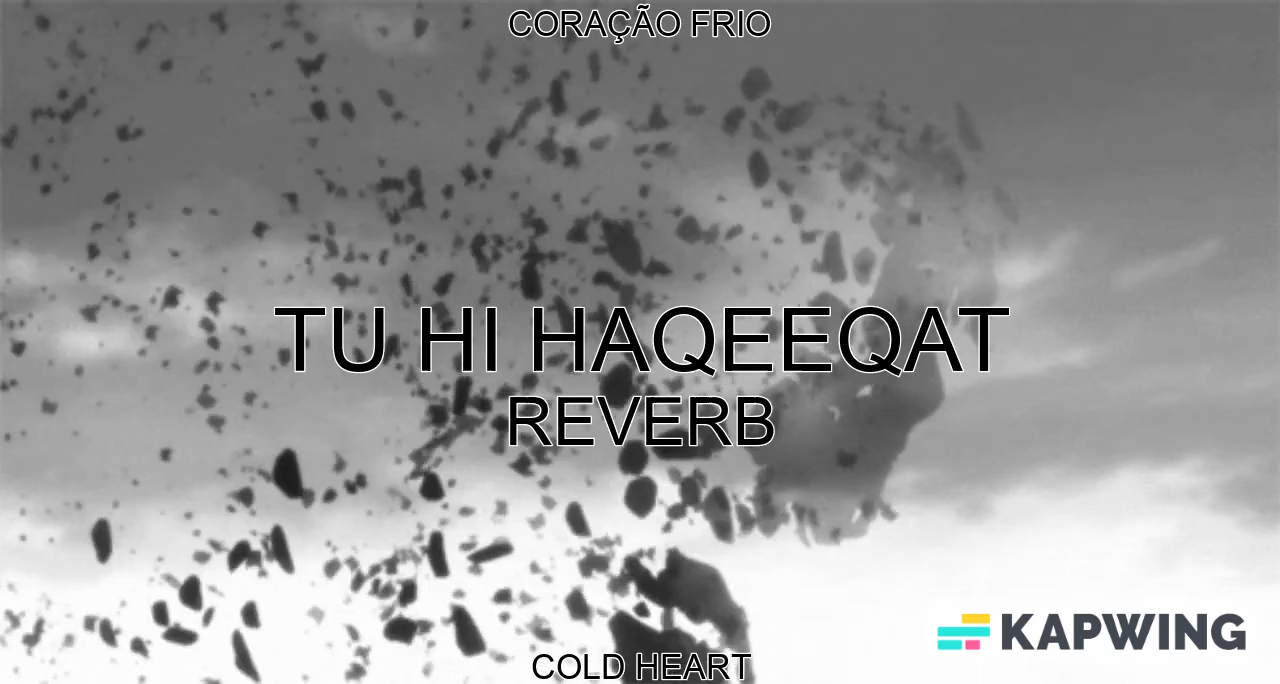 CORAÇÃO FRIO
TU HI HAQEEQAT
REVERB
KAPWING
COLD HEART